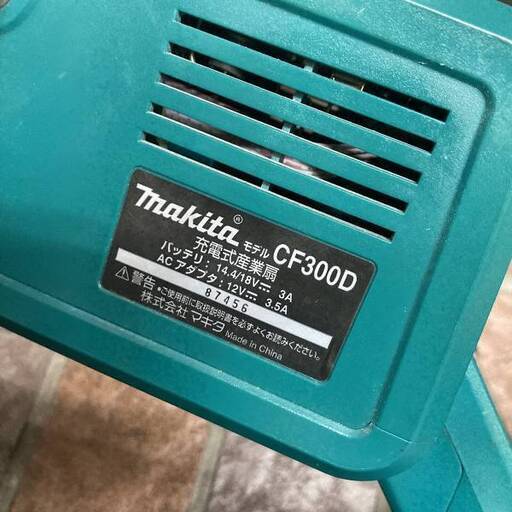 makita® モデル CF300D
充電式産業扇
バッテリ : 14.4/18V⎓ 3A
ACアダプタ : 12V⎓ 3.5A
87456
⚠警告 •ご使用前に取扱説明書を必ずよくお読みください。
株式会社マキタ Made in China